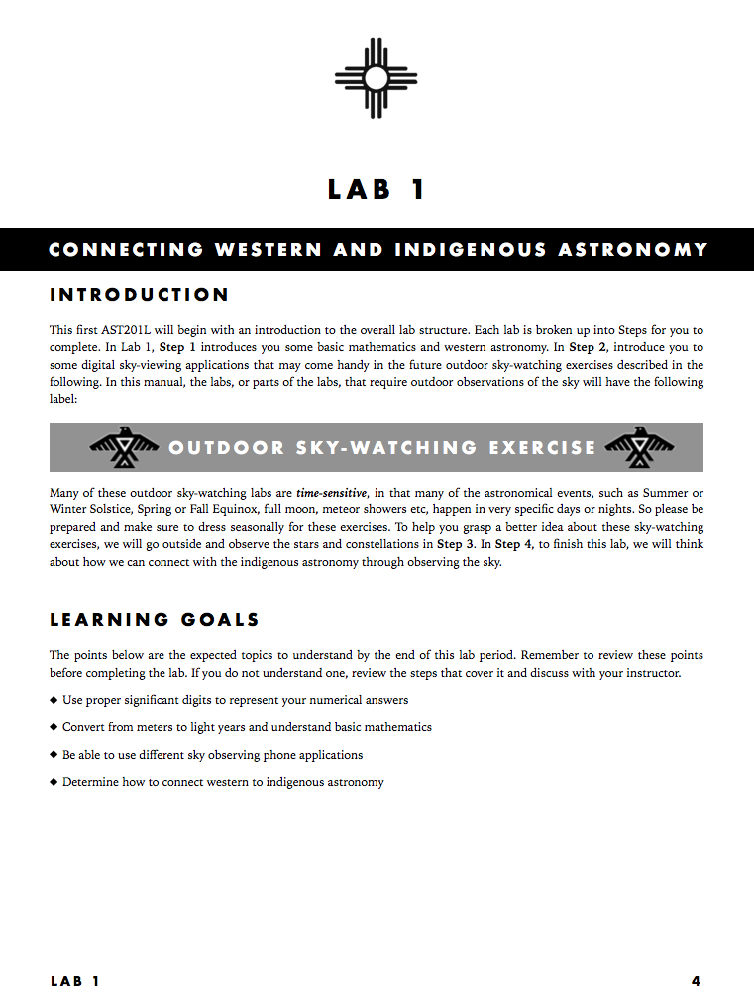 LAB 1
CONNECTING WESTERN AND INDIGENOUS ASTRONOMY
INTRODUCTION
This first AST201L will begin with an introduction to the overall lab structure. Each lab is broken up into Steps for you to
complete. In Lab 1, Step 1 introduces you some basic mathematics and western astronomy. In Step 2, introduce you to
some digital sky-viewing applications that may come handy in the future outdoor sky-watching exercises described in the
following. In this manual, the labs, or parts of the labs, that require outdoor observations of the sky will have the following
label:
OUTDOOR SKY-WATCHING EXERCISE
Many of these outdoor sky-watching labs are time-sensitive, in that many of the astronomical events, such as Summer or
Winter Solstice, Spring or Fall Equinox, full moon, meteor showers etc, happen in very specific days or nights. So please be
prepared and make sure to dress seasonally for these exercises. To help you grasp a better idea about these sky-watching
exercises, we will go outside and observe the stars and constellations in Step 3. In Step 4, to finish this lab, we will think
about how we can connect with the indigenous astronomy through observing the sky.
LEARNING GOALS
The points below are the expected topics to understand by the end of this lab period. Remember to review these points
before completing the lab. If you do not understand one, review the steps that cover it and discuss with your instructor.
◆ Use proper significant digits to represent your numerical answers
◆ Convert from meters to light years and understand basic mathematics
◆ Be able to use different sky observing phone applications
◆ Determine how to connect western to indigenous astronomy
LAB 1 4